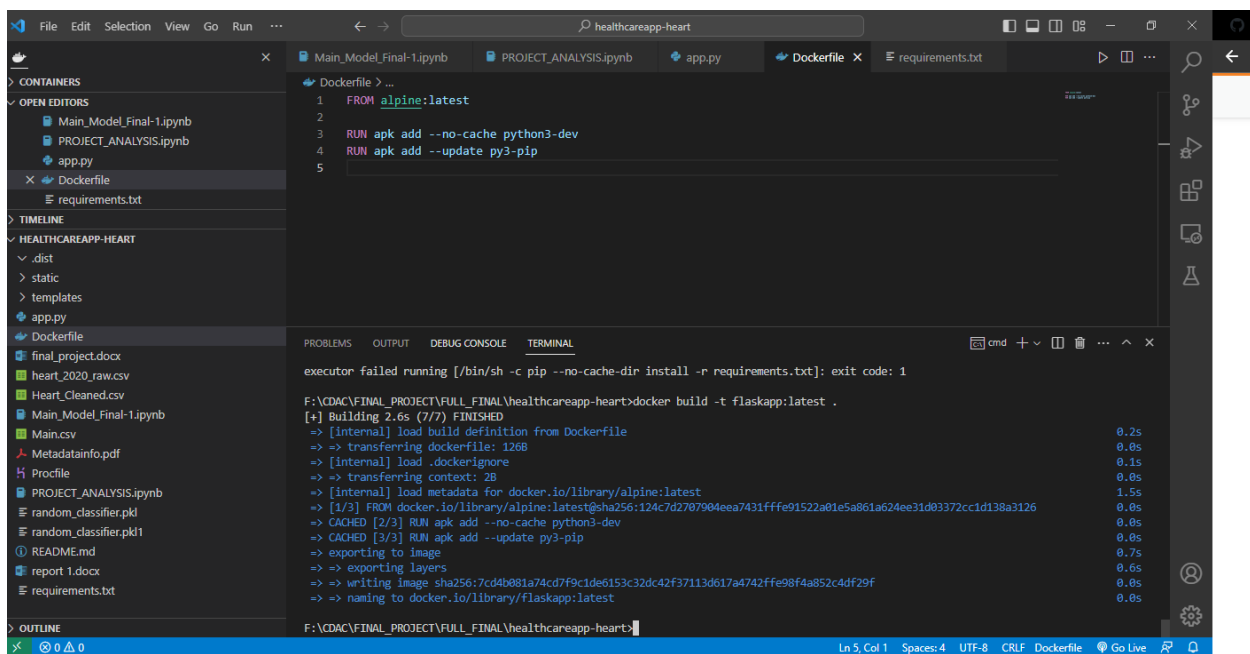 File Edit Selection View Go Run ···
healthcareapp-heart
Main_Model_Final-1.ipynb
PROJECT_ANALYSIS.ipynb
app.py
Dockerfile
requirements.txt
CONTAINERS
OPEN EDITORS
Main_Model_Final-1.ipynb
PROJECT_ANALYSIS.ipynb
app.py
Dockerfile
requirements.txt
TIMELINE
HEALTHCAREAPP-HEART
.dist
static
templates
app.py
Dockerfile
final_project.docx
heart_2020_raw.csv
Heart_Cleaned.csv
Main_Model_Final-1.ipynb
Main.csv
Metadatainfo.pdf
Procfile
PROJECT_ANALYSIS.ipynb
random_classifier.pkl
random_classifier.pkl1
README.md
report 1.docx
requirements.txt
OUTLINE
Dockerfile > ...
1 FROM alpine:latest
2
3 RUN apk add --no-cache python3-dev
4 RUN apk add --update py3-pip
5
PROBLEMS OUTPUT DEBUG CONSOLE TERMINAL
cmd
executor failed running [/bin/sh -c pip --no-cache-dir install -r requirements.txt]: exit code: 1
F:\CDAC\FINAL_PROJECT\FULL_FINAL\healthcareapp-heart>docker build -t flaskapp:latest .
[+] Building 2.6s (7/7) FINISHED
=> [internal] load build definition from Dockerfile 0.2s
=> => transferring dockerfile: 126B 0.0s
=> [internal] load .dockerignore 0.1s
=> => transferring context: 2B 0.0s
=> [internal] load metadata for docker.io/library/alpine:latest 1.5s
=> [1/3] FROM docker.io/library/alpine:latest@sha256:124c7d2707904eea7431fffe91522a01e5a861a624ee31d03372cc1d138a3126 0.0s
=> CACHED [2/3] RUN apk add --no-cache python3-dev 0.0s
=> CACHED [3/3] RUN apk add --update py3-pip 0.0s
=> exporting to image 0.7s
=> => exporting layers 0.6s
=> => writing image sha256:7cd4b081a74cd7f9c1de6153c32dc42f37113d617a4742ffe98f4a852c4df29f 0.0s
=> => naming to docker.io/library/flaskapp:latest 0.0s
F:\CDAC\FINAL_PROJECT\FULL_FINAL\healthcareapp-heart>
0 0
Ln 5, Col 1 Spaces: 4 UTF-8 CRLF Dockerfile Go Live